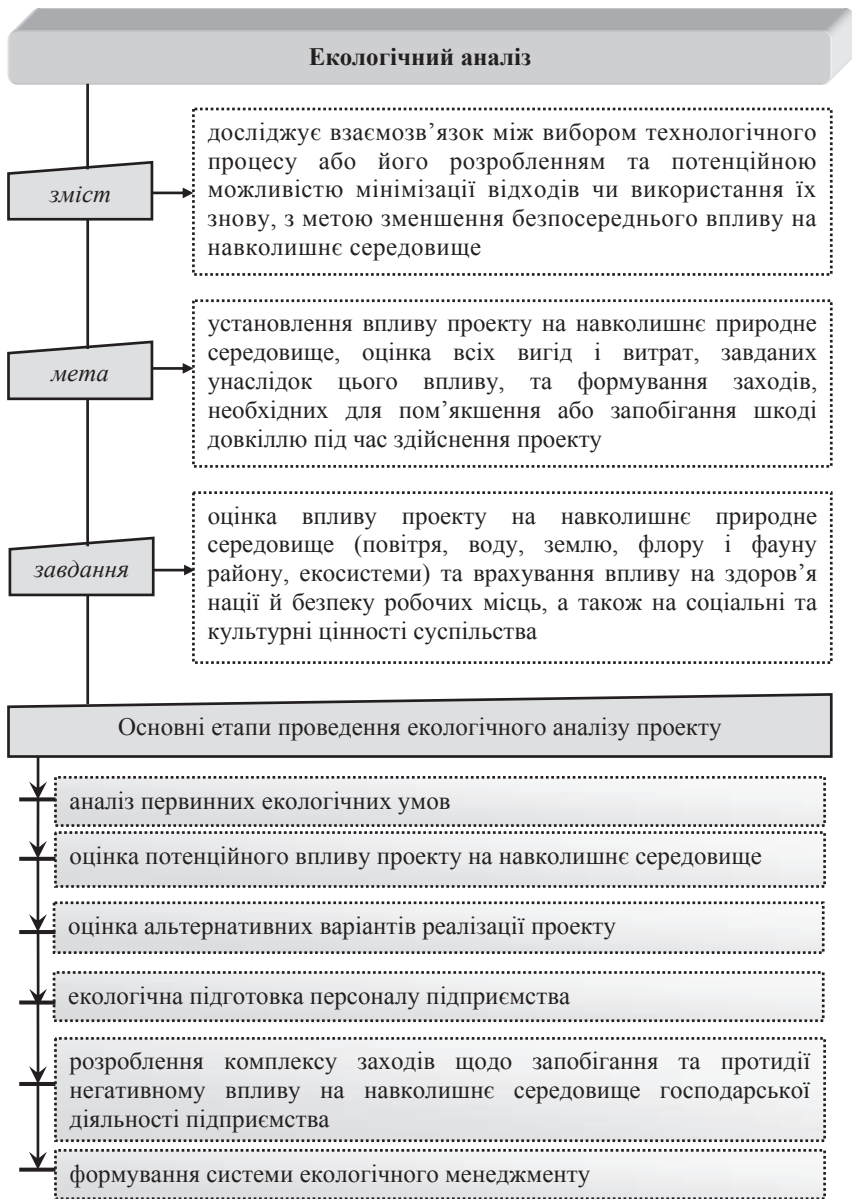 Екологічний аналіз
зміст
досліджує взаємозв’язок між вибором технологічного
процесу або його розробленням та потенційною
можливістю мінімізації відходів чи використання їх
знову, з метою зменшення безпосереднього впливу на
навколишнє середовище
мета
установлення впливу проекту на навколишнє природне
середовище, оцінка всіх вигід і витрат, завданих
унаслідок цього впливу, та формування заходів,
необхідних для пом’якшення або запобігання шкоді
довкіллю під час здійснення проекту
завдання
оцінка впливу проекту на навколишнє природне
середовище (повітря, воду, землю, флору і фауну
району, екосистеми) та врахування впливу на здоров’я
нації й безпеку робочих місць, а також на соціальні та
культурні цінності суспільства
Основні етапи проведення екологічного аналізу проекту
аналіз первинних екологічних умов
оцінка потенційного впливу проекту на навколишнє середовище
оцінка альтернативних варіантів реалізації проекту
екологічна підготовка персоналу підприємства
розроблення комплексу заходів щодо запобігання та протидії
негативному впливу на навколишнє середовище господарської
діяльності підприємства
формування системи екологічного менеджменту